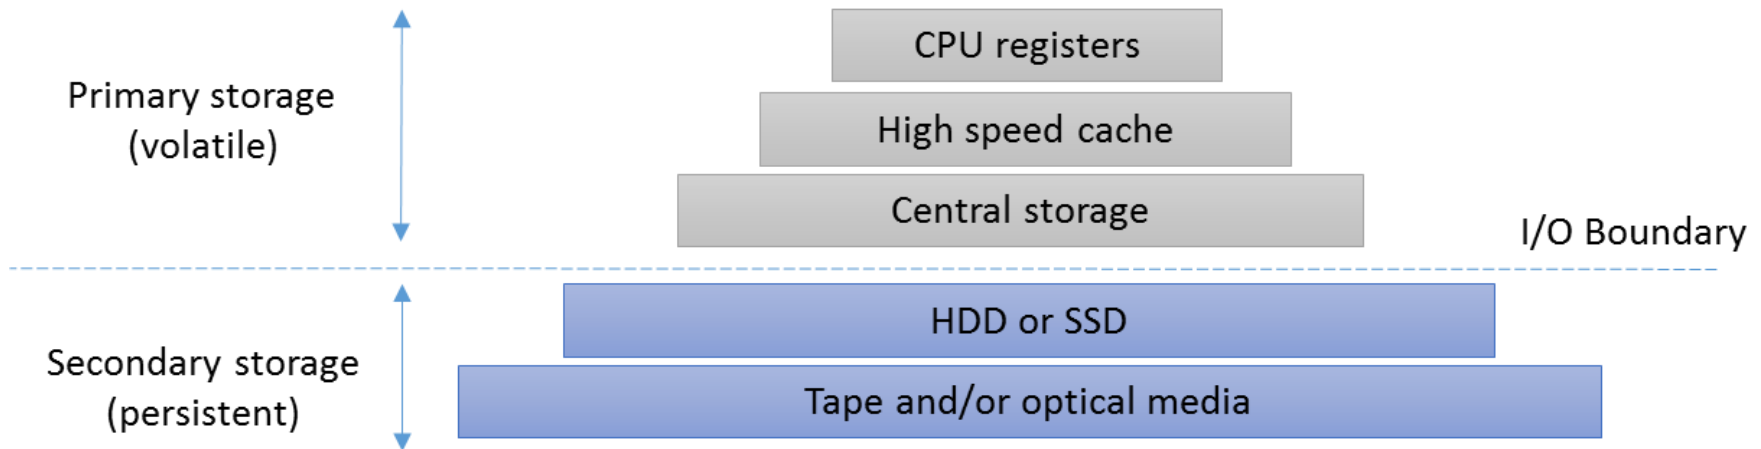 CPU registers
Primary storage
(volatile)
High speed cache
Central storage
I/O Boundary
HDD or SSD
Secondary storage
(persistent)
Tape and/or optical media